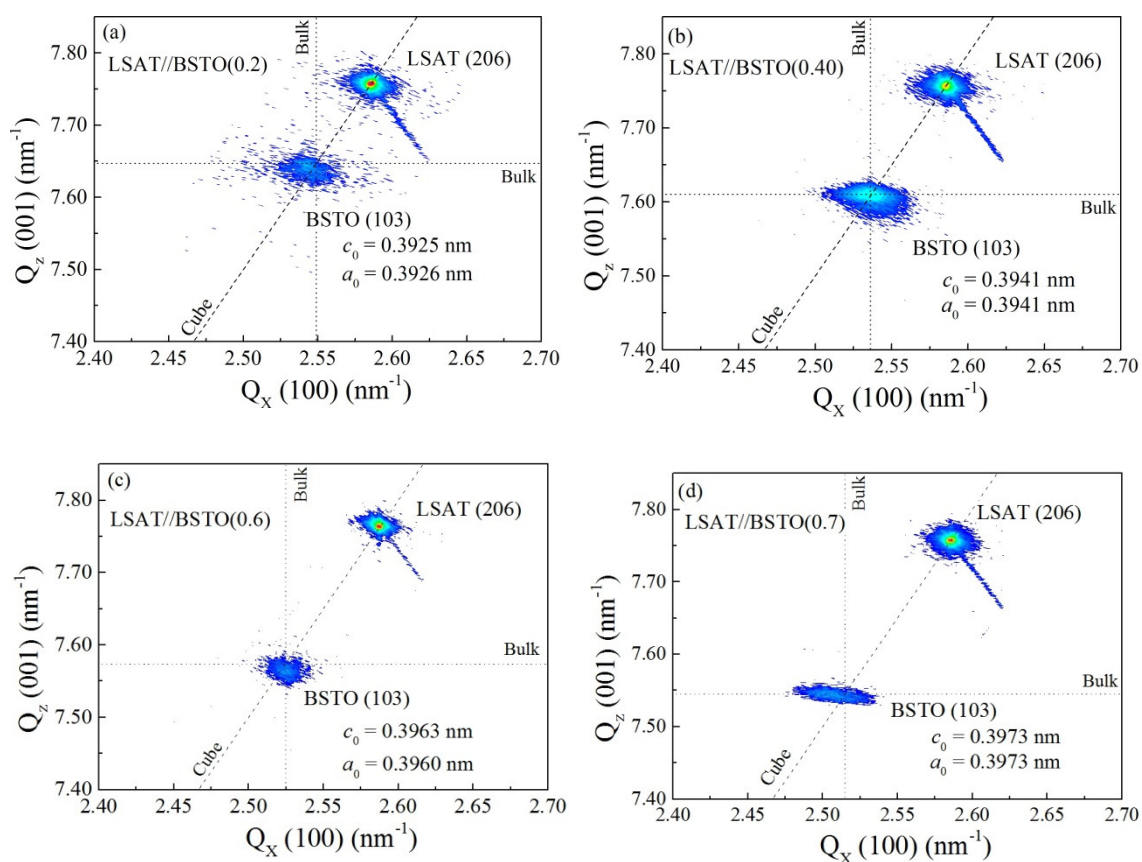 (a)
LSAT//BSTO(0.2)
Bulk
LSAT (206)
Bulk
BSTO (103)
c₀ = 0.3925 nm
a₀ = 0.3926 nm
Cube
7.80
7.70
7.60
7.50
7.40
2.40 2.45 2.50 2.55 2.60 2.65 2.70
Q_z (001) (nm⁻¹)
Q_X (100) (nm⁻¹)
(b)
LSAT//BSTO(0.40)
Bulk
LSAT (206)
Bulk
BSTO (103)
c₀ = 0.3941 nm
a₀ = 0.3941 nm
Cube
7.80
7.70
7.60
7.50
7.40
2.40 2.45 2.50 2.55 2.60 2.65 2.70
Q_z (001) (nm⁻¹)
Q_X (100) (nm⁻¹)
(c)
LSAT//BSTO(0.6)
Bulk
LSAT (206)
Bulk
BSTO (103)
c₀ = 0.3963 nm
a₀ = 0.3960 nm
Cube
7.80
7.70
7.60
7.50
7.40
2.40 2.45 2.50 2.55 2.60 2.65 2.70
Q_z (001) (nm⁻¹)
Q_X (100) (nm⁻¹)
(d)
LSAT//BSTO(0.7)
Bulk
LSAT (206)
Bulk
BSTO (103)
c₀ = 0.3973 nm
a₀ = 0.3973 nm
Cube
7.80
7.70
7.60
7.50
7.40
2.40 2.45 2.50 2.55 2.60 2.65 2.70
Q_z (001) (nm⁻¹)
Q_X (100) (nm⁻¹)